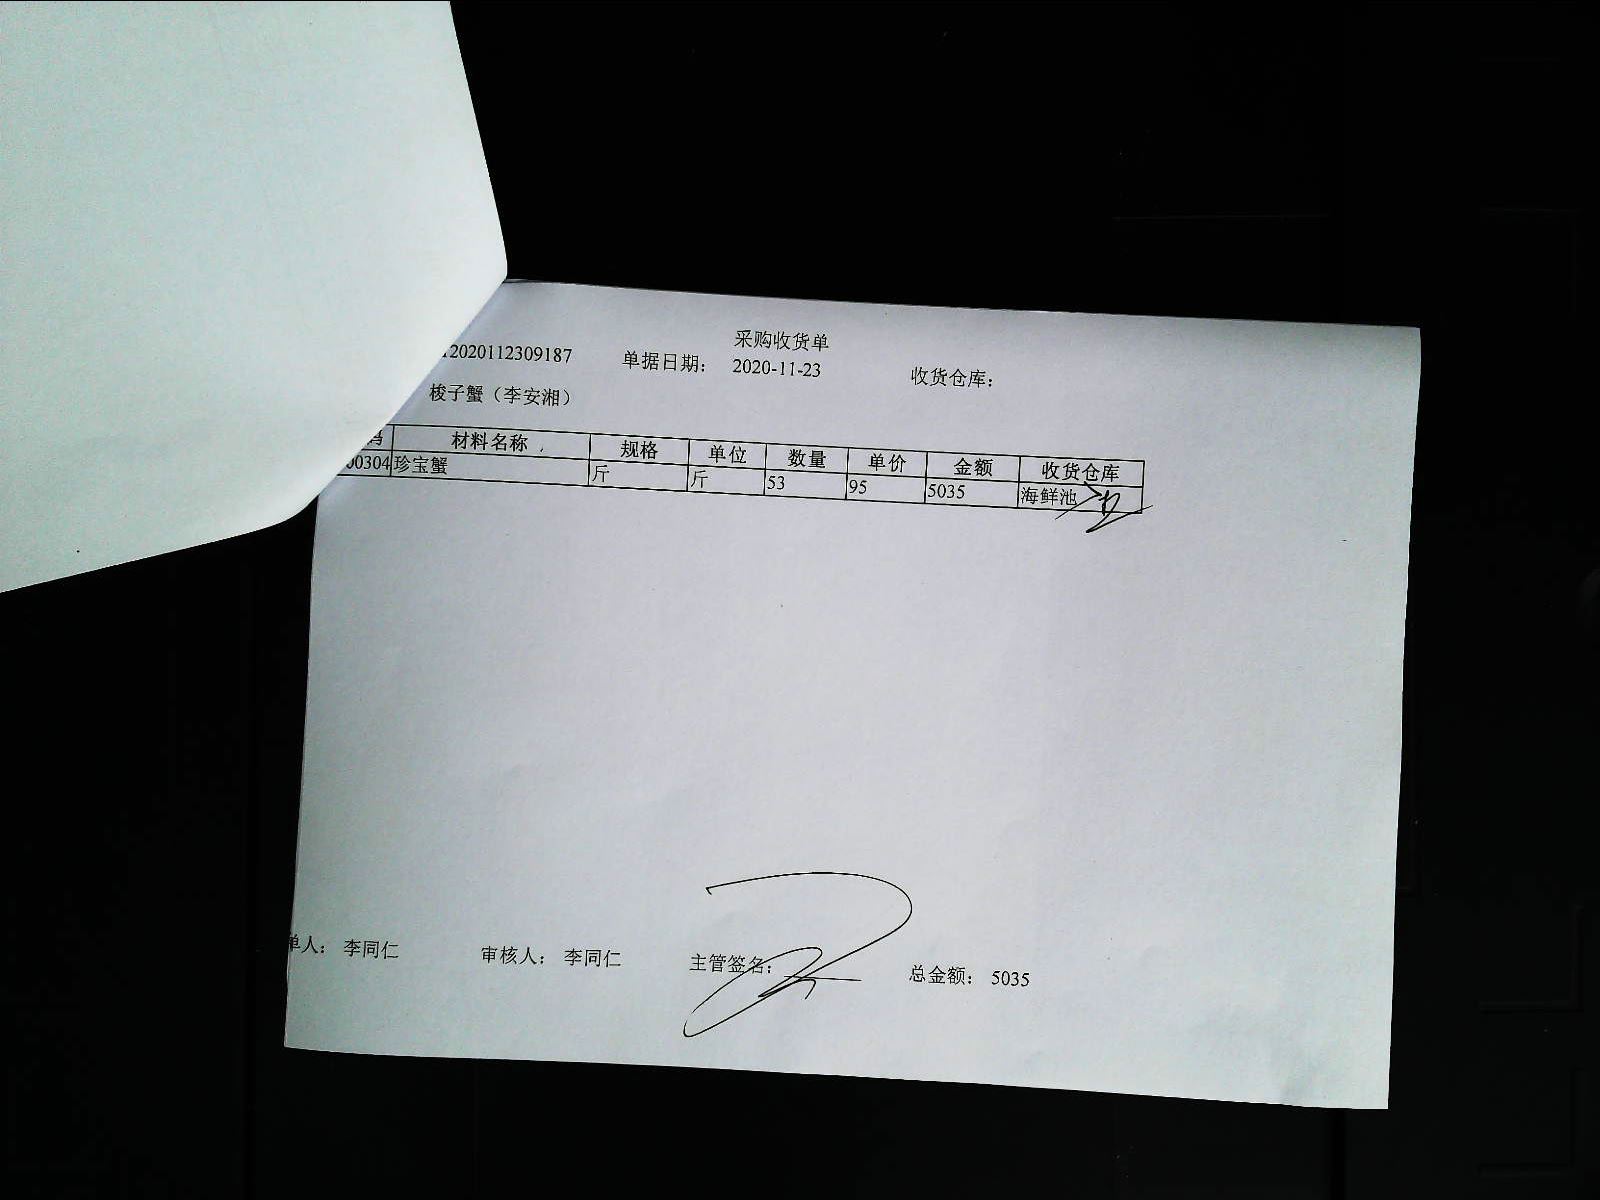 采购收货单
2020112309187 单据日期： 2020-11-23 收货仓库：
梭子蟹（李安湘）
码 材料名称 规格 单位 数量 单价 金额 收货仓库
00304 珍宝蟹 斤 斤 53 95 5035 海鲜池
单人： 李同仁 审核人： 李同仁 主管签名： 总金额： 5035